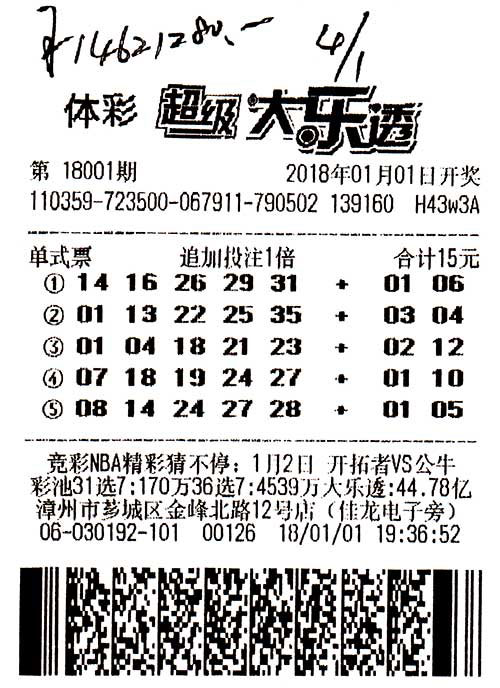 ¥14621280.- 4/1
体彩 超级大乐透
第 18001期 2018年01月01日开奖
110359-723500-067911-790502 139160 H43w3A
单式票 追加投注1倍 合计15元
① 14 16 26 29 31 + 01 06
② 01 13 22 25 35 + 03 04
③ 01 04 18 21 23 + 02 12
④ 07 18 19 24 27 + 01 10
⑤ 08 14 24 27 28 + 01 05
竞彩NBA精彩猜不停：1月2日 开拓者VS公牛
彩池31选7:170万36选7:4539万大乐透:44.78亿
漳州市芗城区金峰北路12号店（佳龙电子旁）
06-030192-101 00126 18/01/01 19:36:52